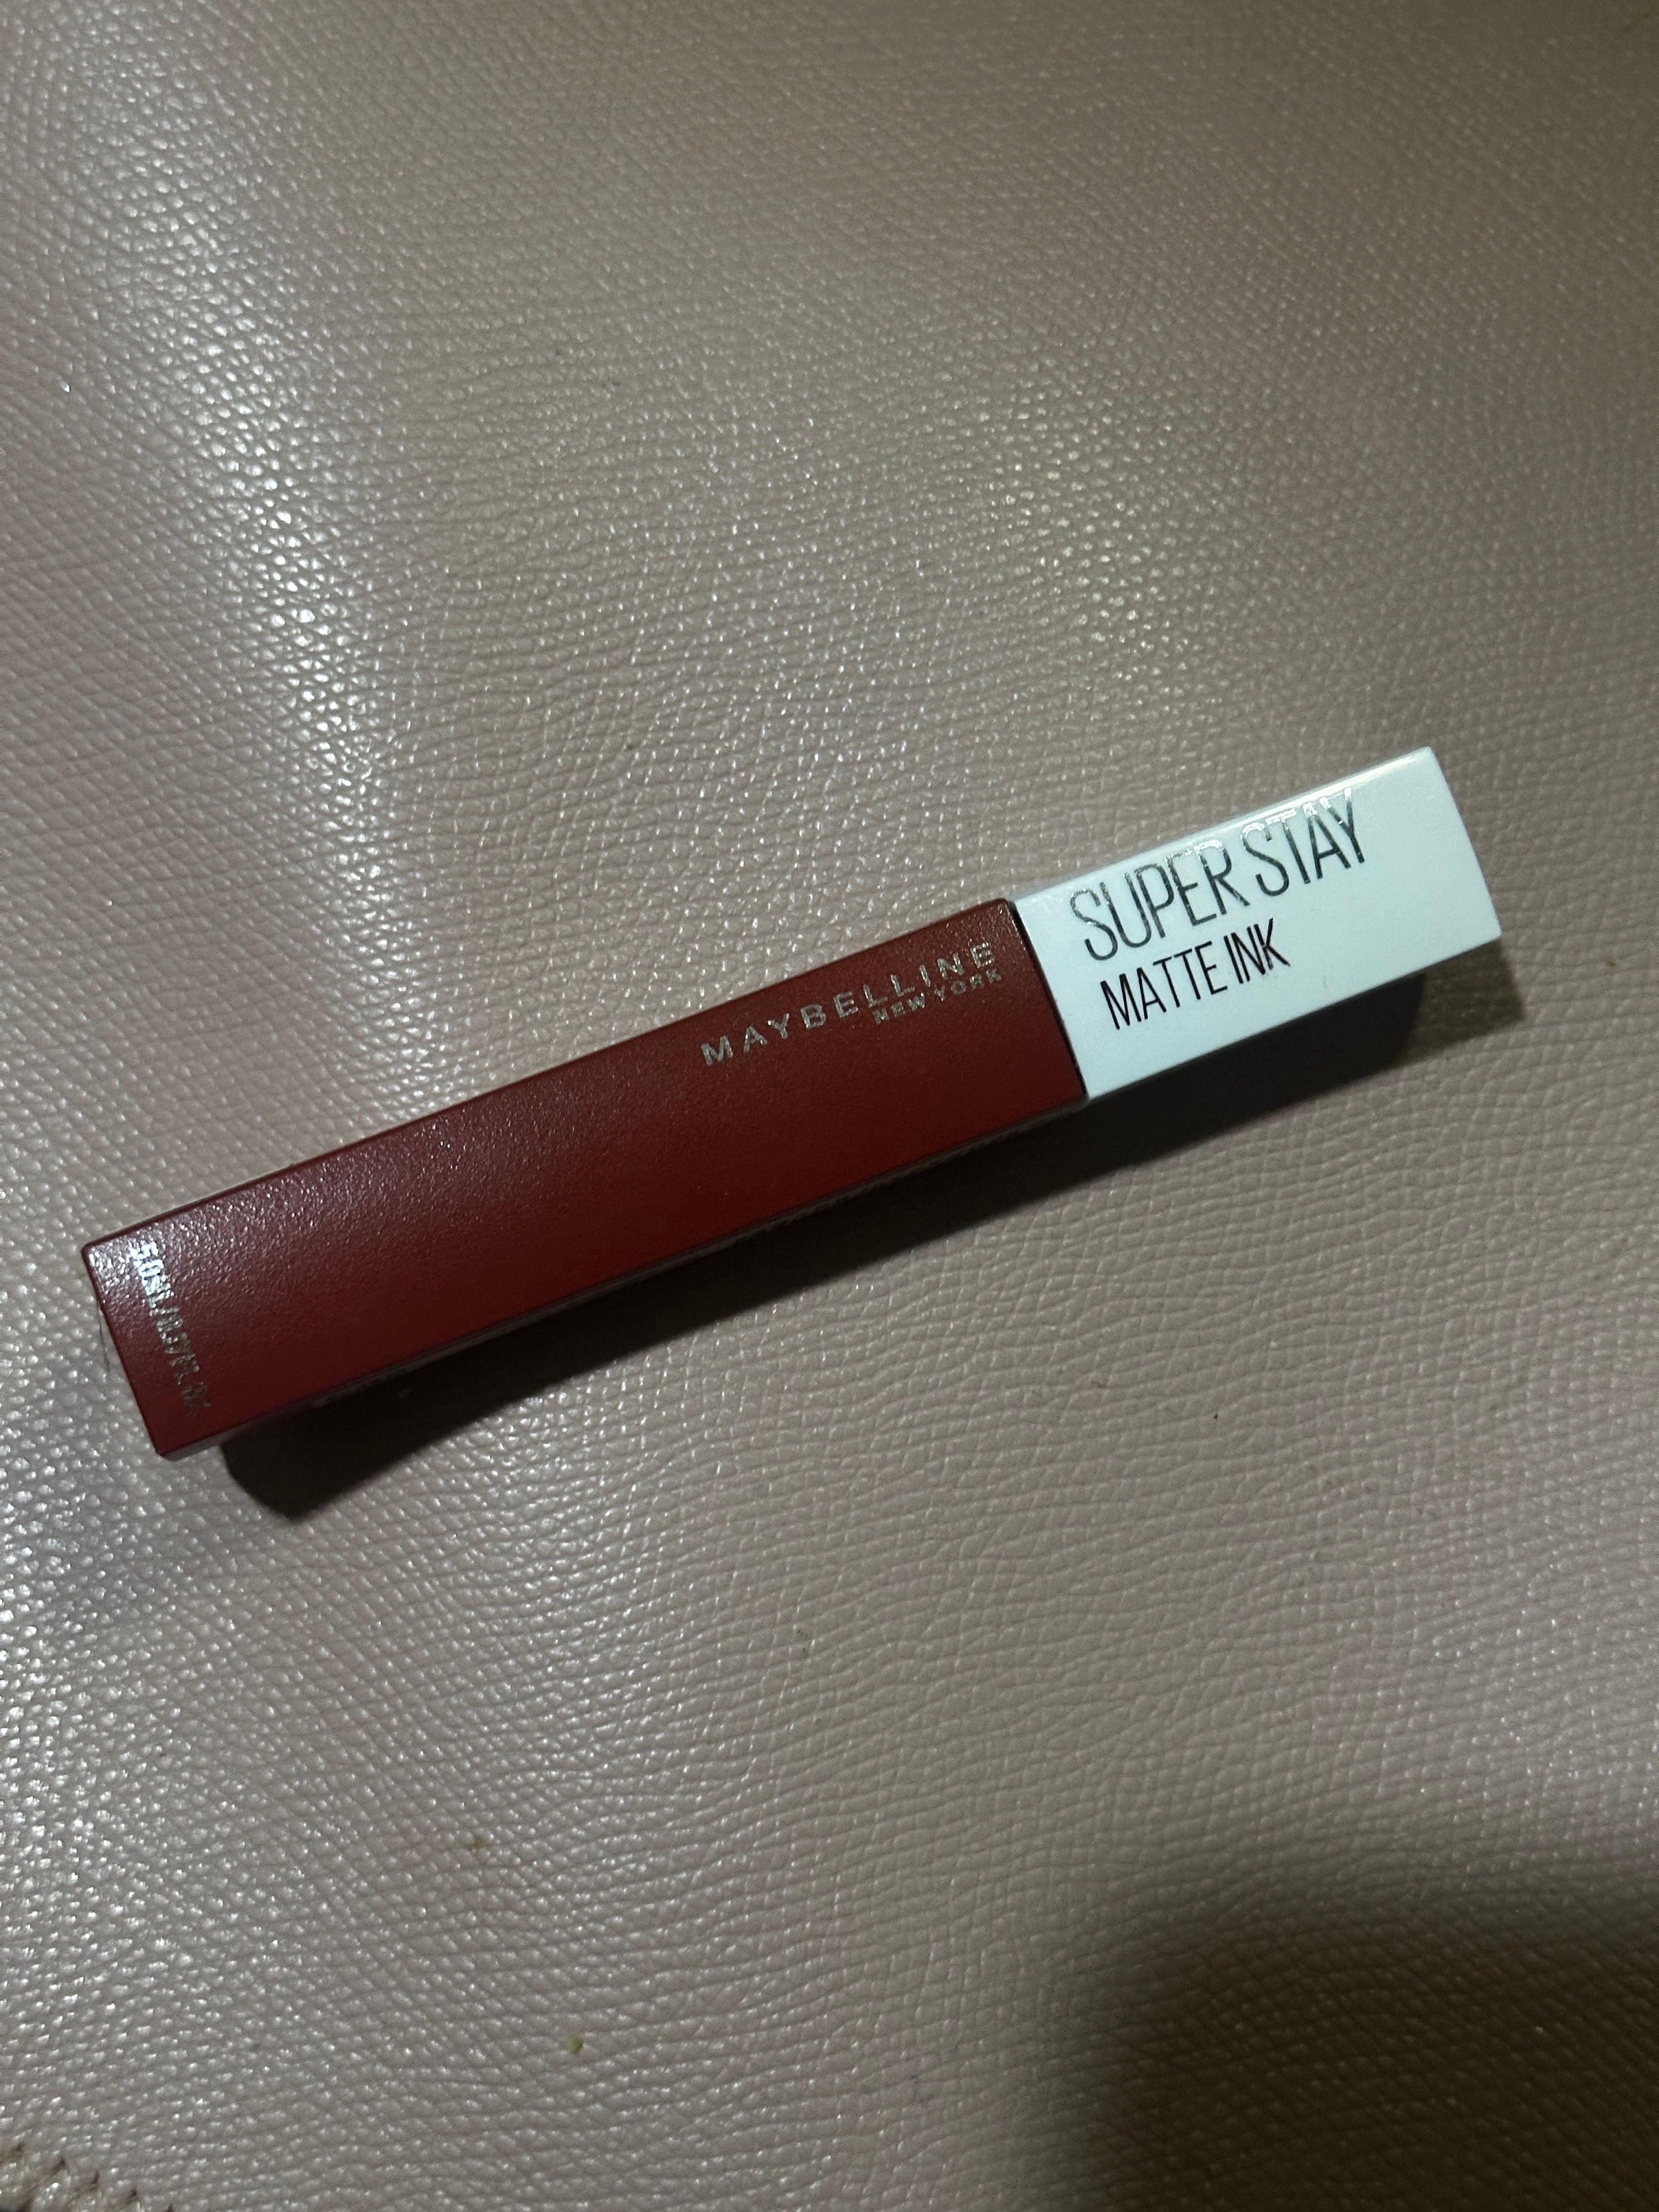 SUPER STAY
MATTE INK
MAYBELLINE
NEW YORK